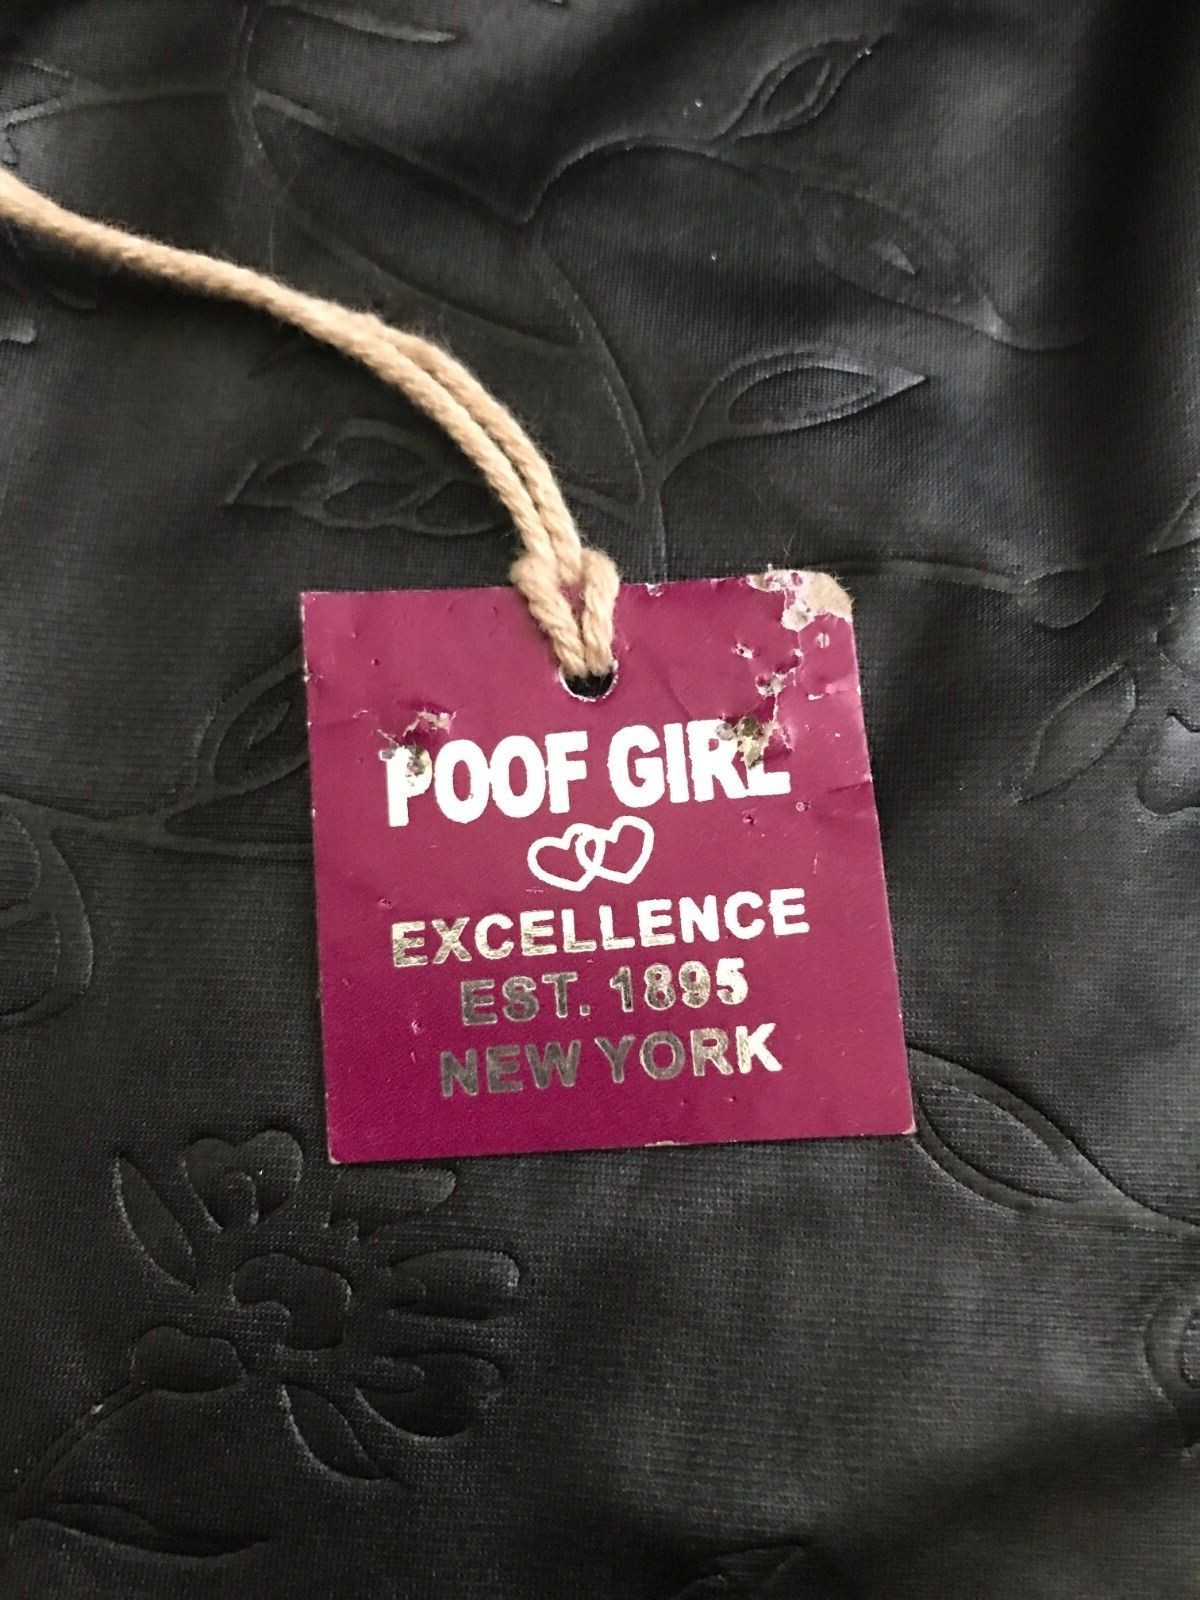 POOF GIRL
EXCELLENCE
EST. 1895
NEW YORK